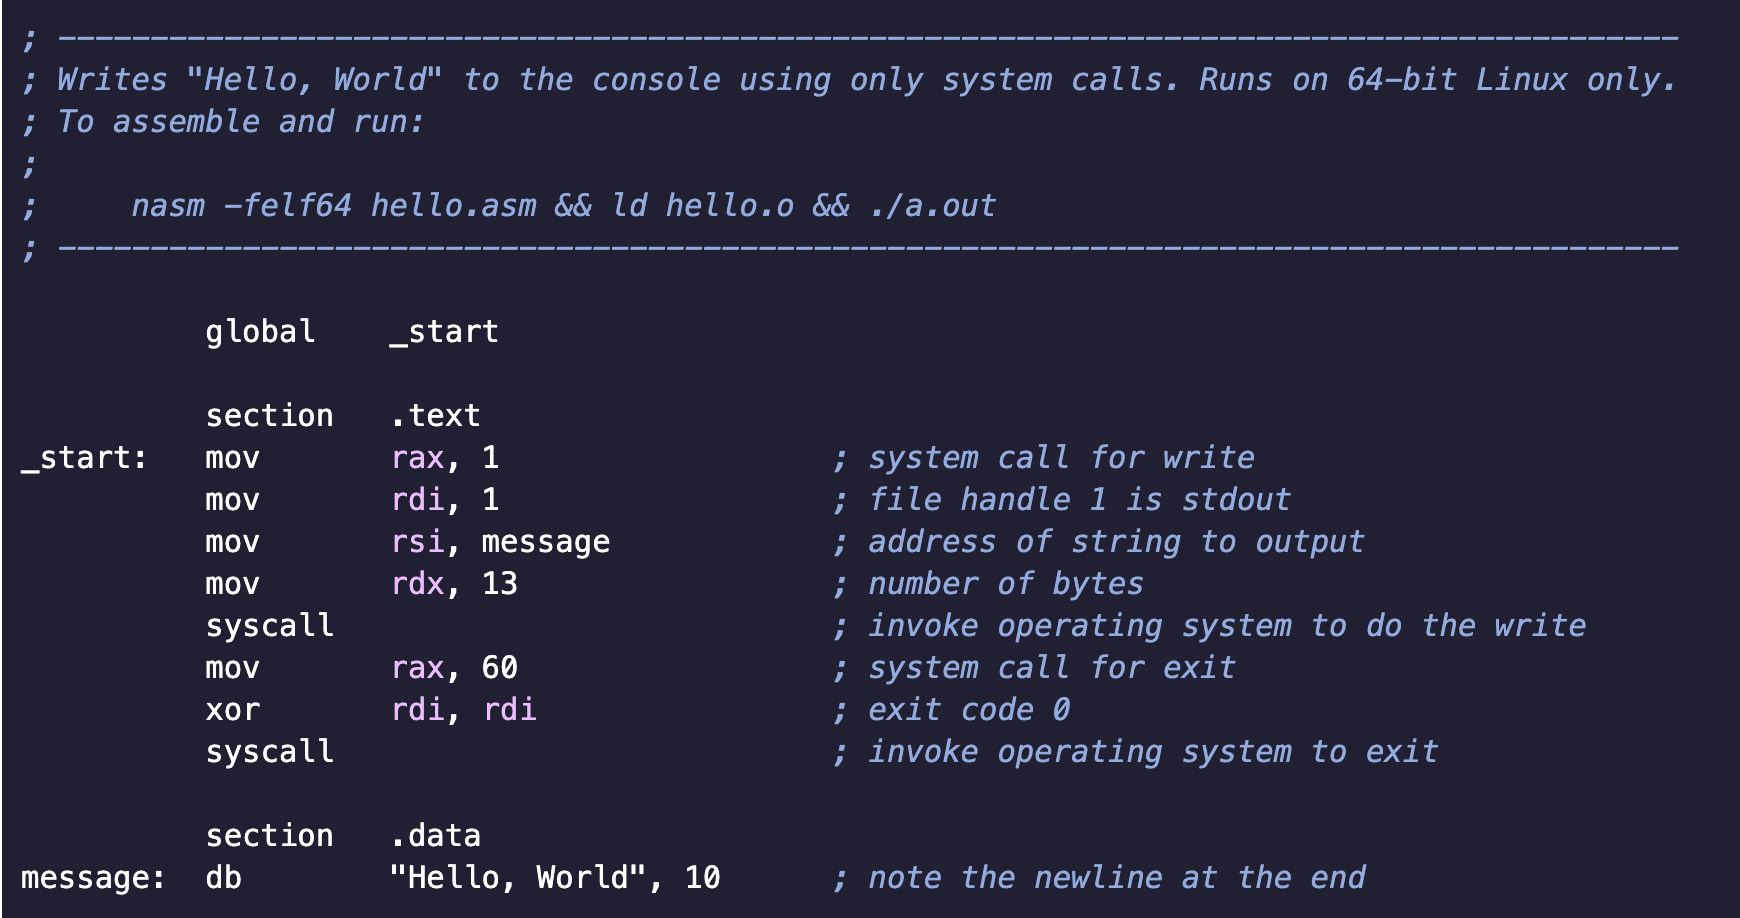 ; ----------------------------------------------------------------------------------------
; Writes "Hello, World" to the console using only system calls. Runs on 64-bit Linux only.
; To assemble and run:
;
;     nasm -felf64 hello.asm && ld hello.o && ./a.out
; ----------------------------------------------------------------------------------------

          global    _start

          section   .text
_start:   mov       rax, 1                  ; system call for write
          mov       rdi, 1                  ; file handle 1 is stdout
          mov       rsi, message            ; address of string to output
          mov       rdx, 13                 ; number of bytes
          syscall                           ; invoke operating system to do the write
          mov       rax, 60                 ; system call for exit
          xor       rdi, rdi                ; exit code 0
          syscall                           ; invoke operating system to exit

          section   .data
message:  db        "Hello, World", 10      ; note the newline at the end